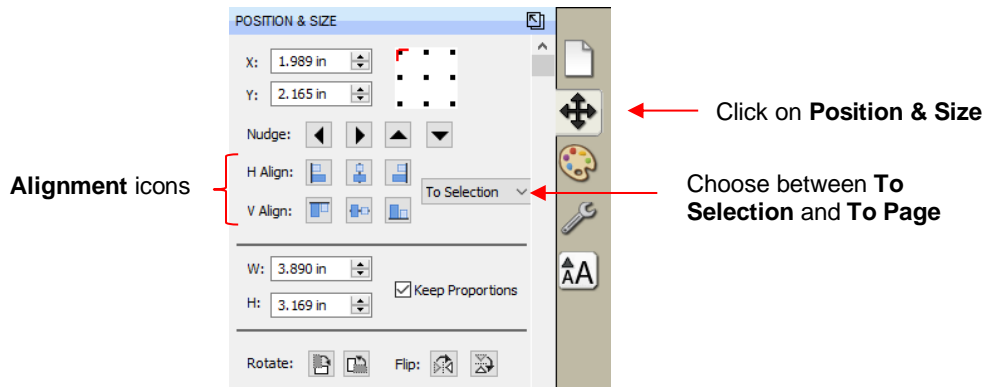 POSITION & SIZE
X: 1.989 in
Y: 2.165 in
Nudge:
H Align:
To Selection
V Align:
W: 3.890 in
Keep Proportions
H: 3.169 in
Rotate: Flip:
AA
Click on Position & Size
Alignment icons
Choose between To
Selection and To Page